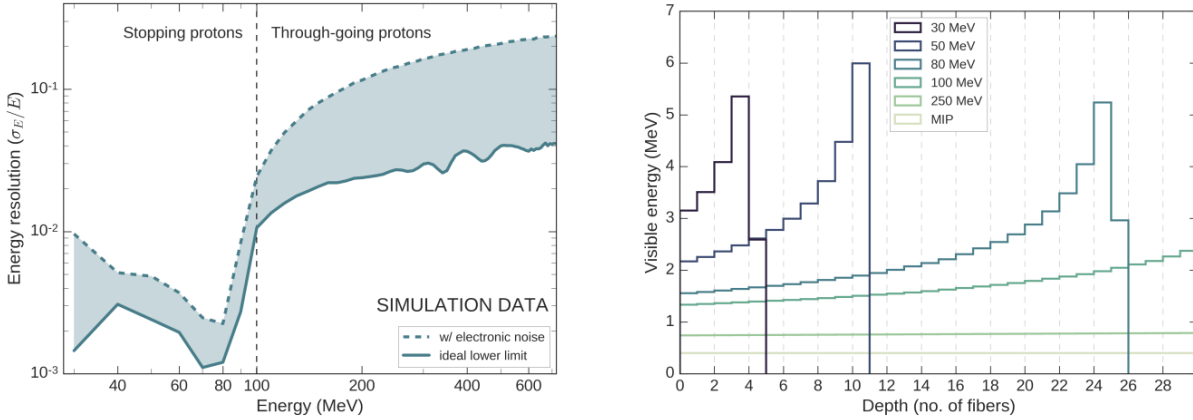 Stopping protons
Through-going protons
Energy resolution (σ_E/E)
10^-1
10^-2
10^-3
SIMULATION DATA
w/ electronic noise
ideal lower limit
40 60 80 100 200 400 600
Energy (MeV)
Visible energy (MeV)
7
6
5
4
3
2
1
0
30 MeV
50 MeV
80 MeV
100 MeV
250 MeV
MIP
0 2 4 6 8 10 12 14 16 18 20 22 24 26 28
Depth (no. of fibers)